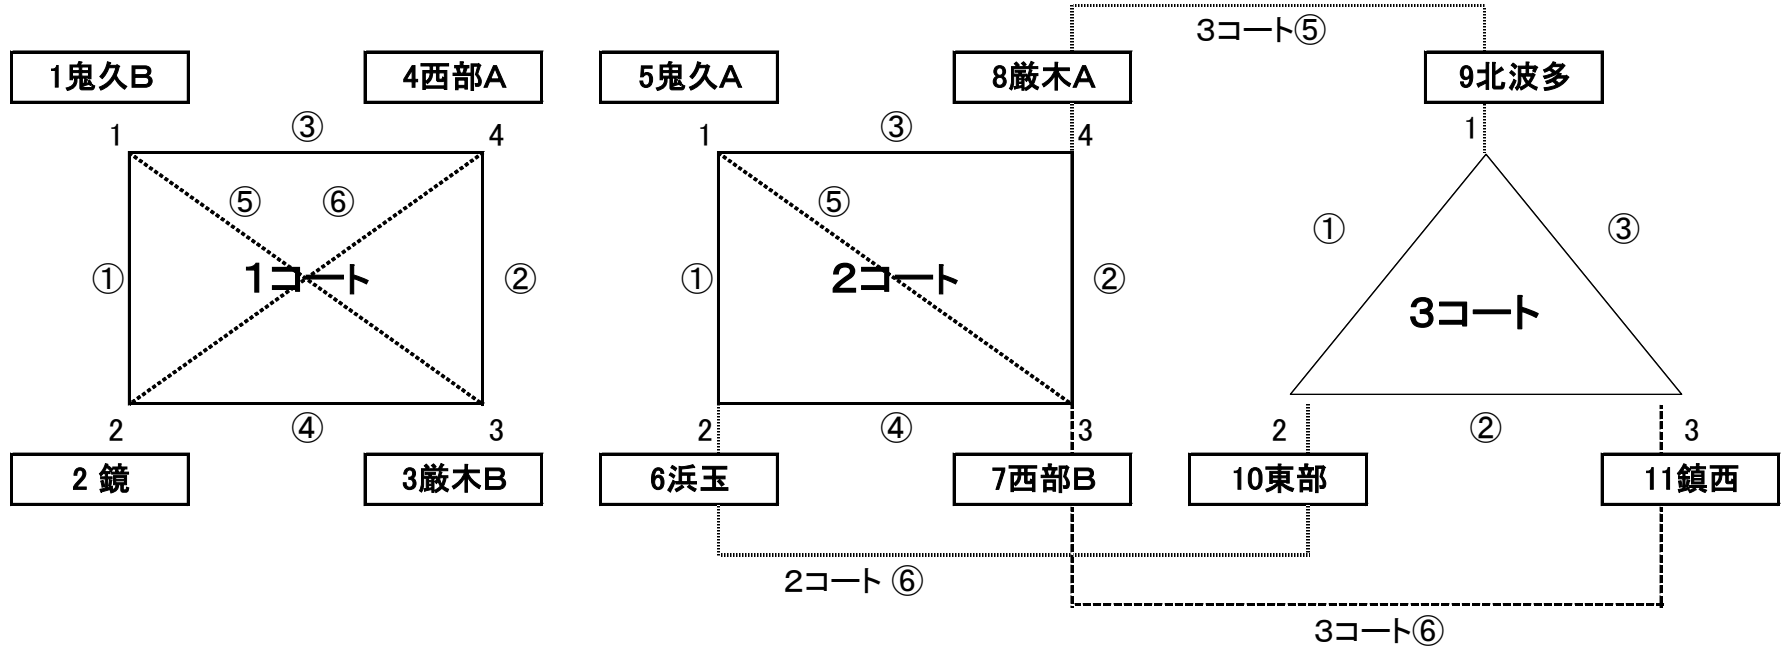 3コート⑤
1鬼久B
4西部A
5鬼久A
8厳木A
9北波多
1
③
4
1
③
4
1
⑤
⑥
⑤
①
③
①
1コート
②
①
2コート
②
3コート
2
④
3
2
④
3
2
②
3
2 鏡
3厳木B
6浜玉
7西部B
10東部
11鎮西
2コート ⑥
3コート⑥